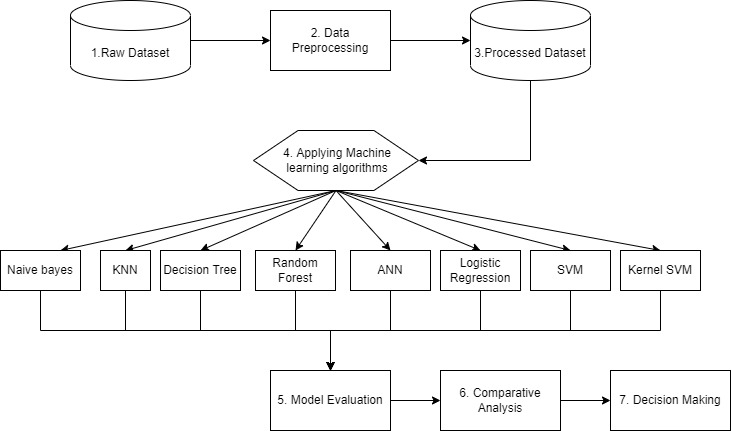 1.Raw Dataset
2. Data
Preprocessing
3.Processed Dataset
4. Applying Machine
learning algorithms
Naive bayes
KNN
Decision Tree
Random
Forest
ANN
Logistic
Regression
SVM
Kernel SVM
5. Model Evaluation
6. Comparative
Analysis
7. Decision Making